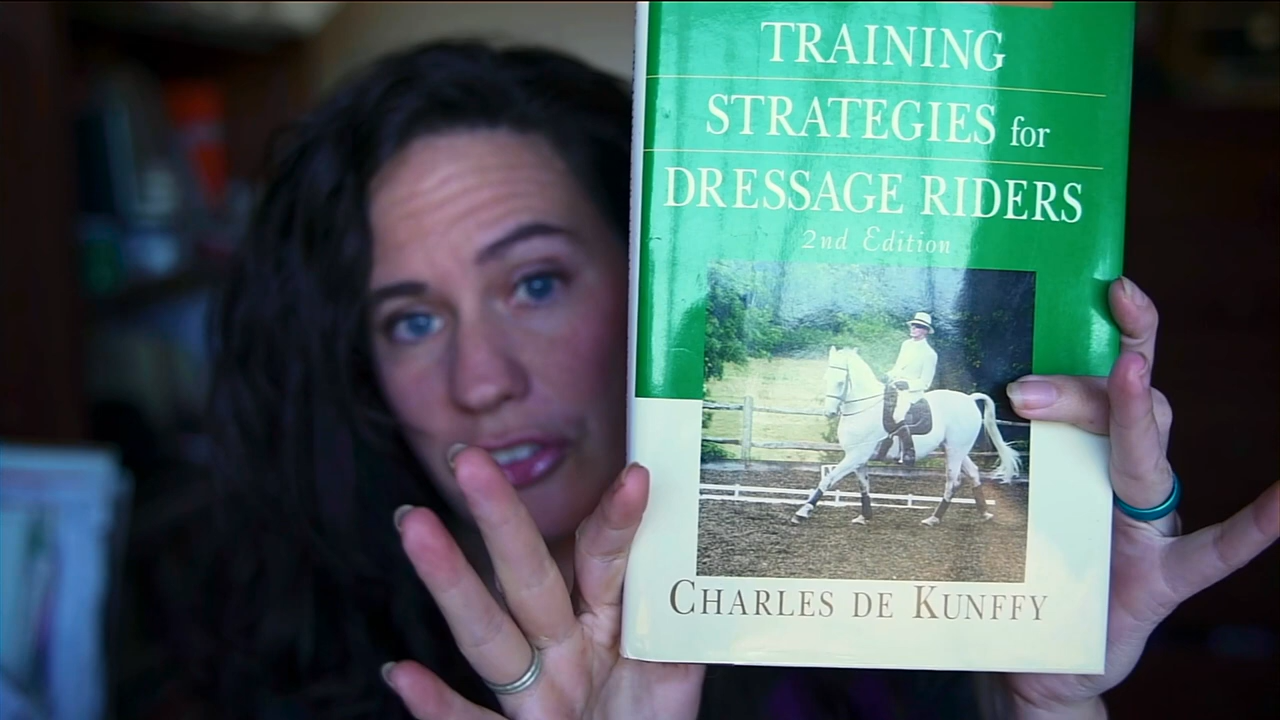 TRAINING
STRATEGIES for
DRESSAGE RIDERS
2nd Edition
CHARLES DE KUNFFY